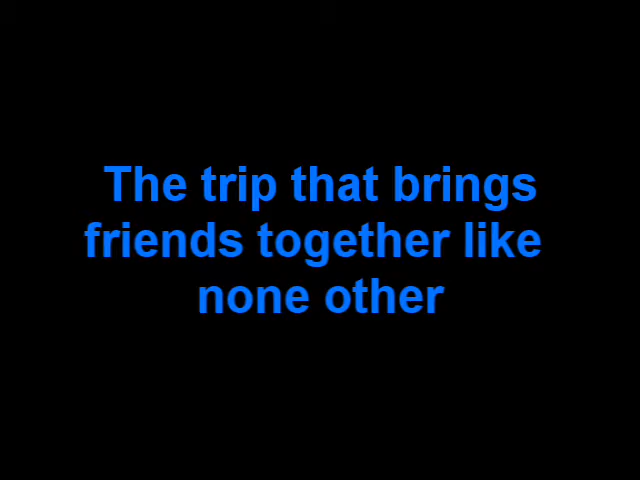 The trip that brings
friends together like
none other